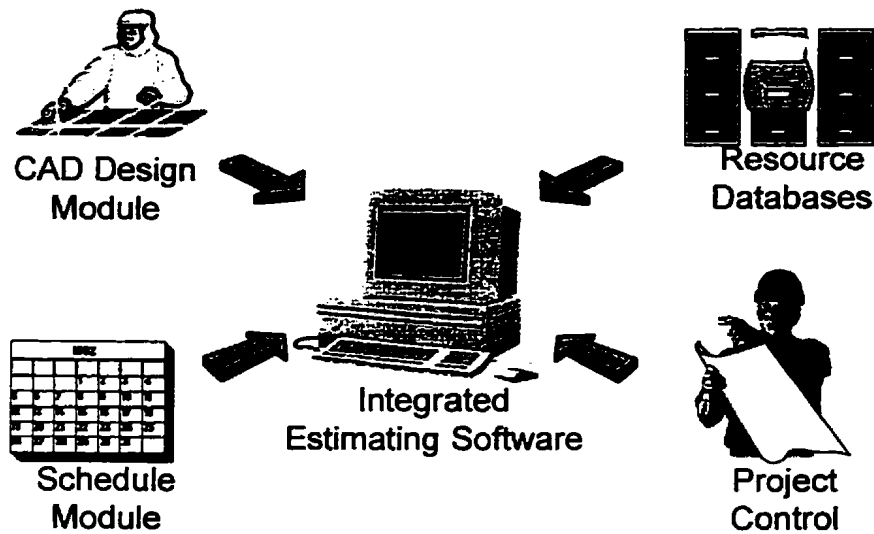 CAD Design
Module
Resource
Databases
Integrated
Estimating Software
Schedule
Module
Project
Control